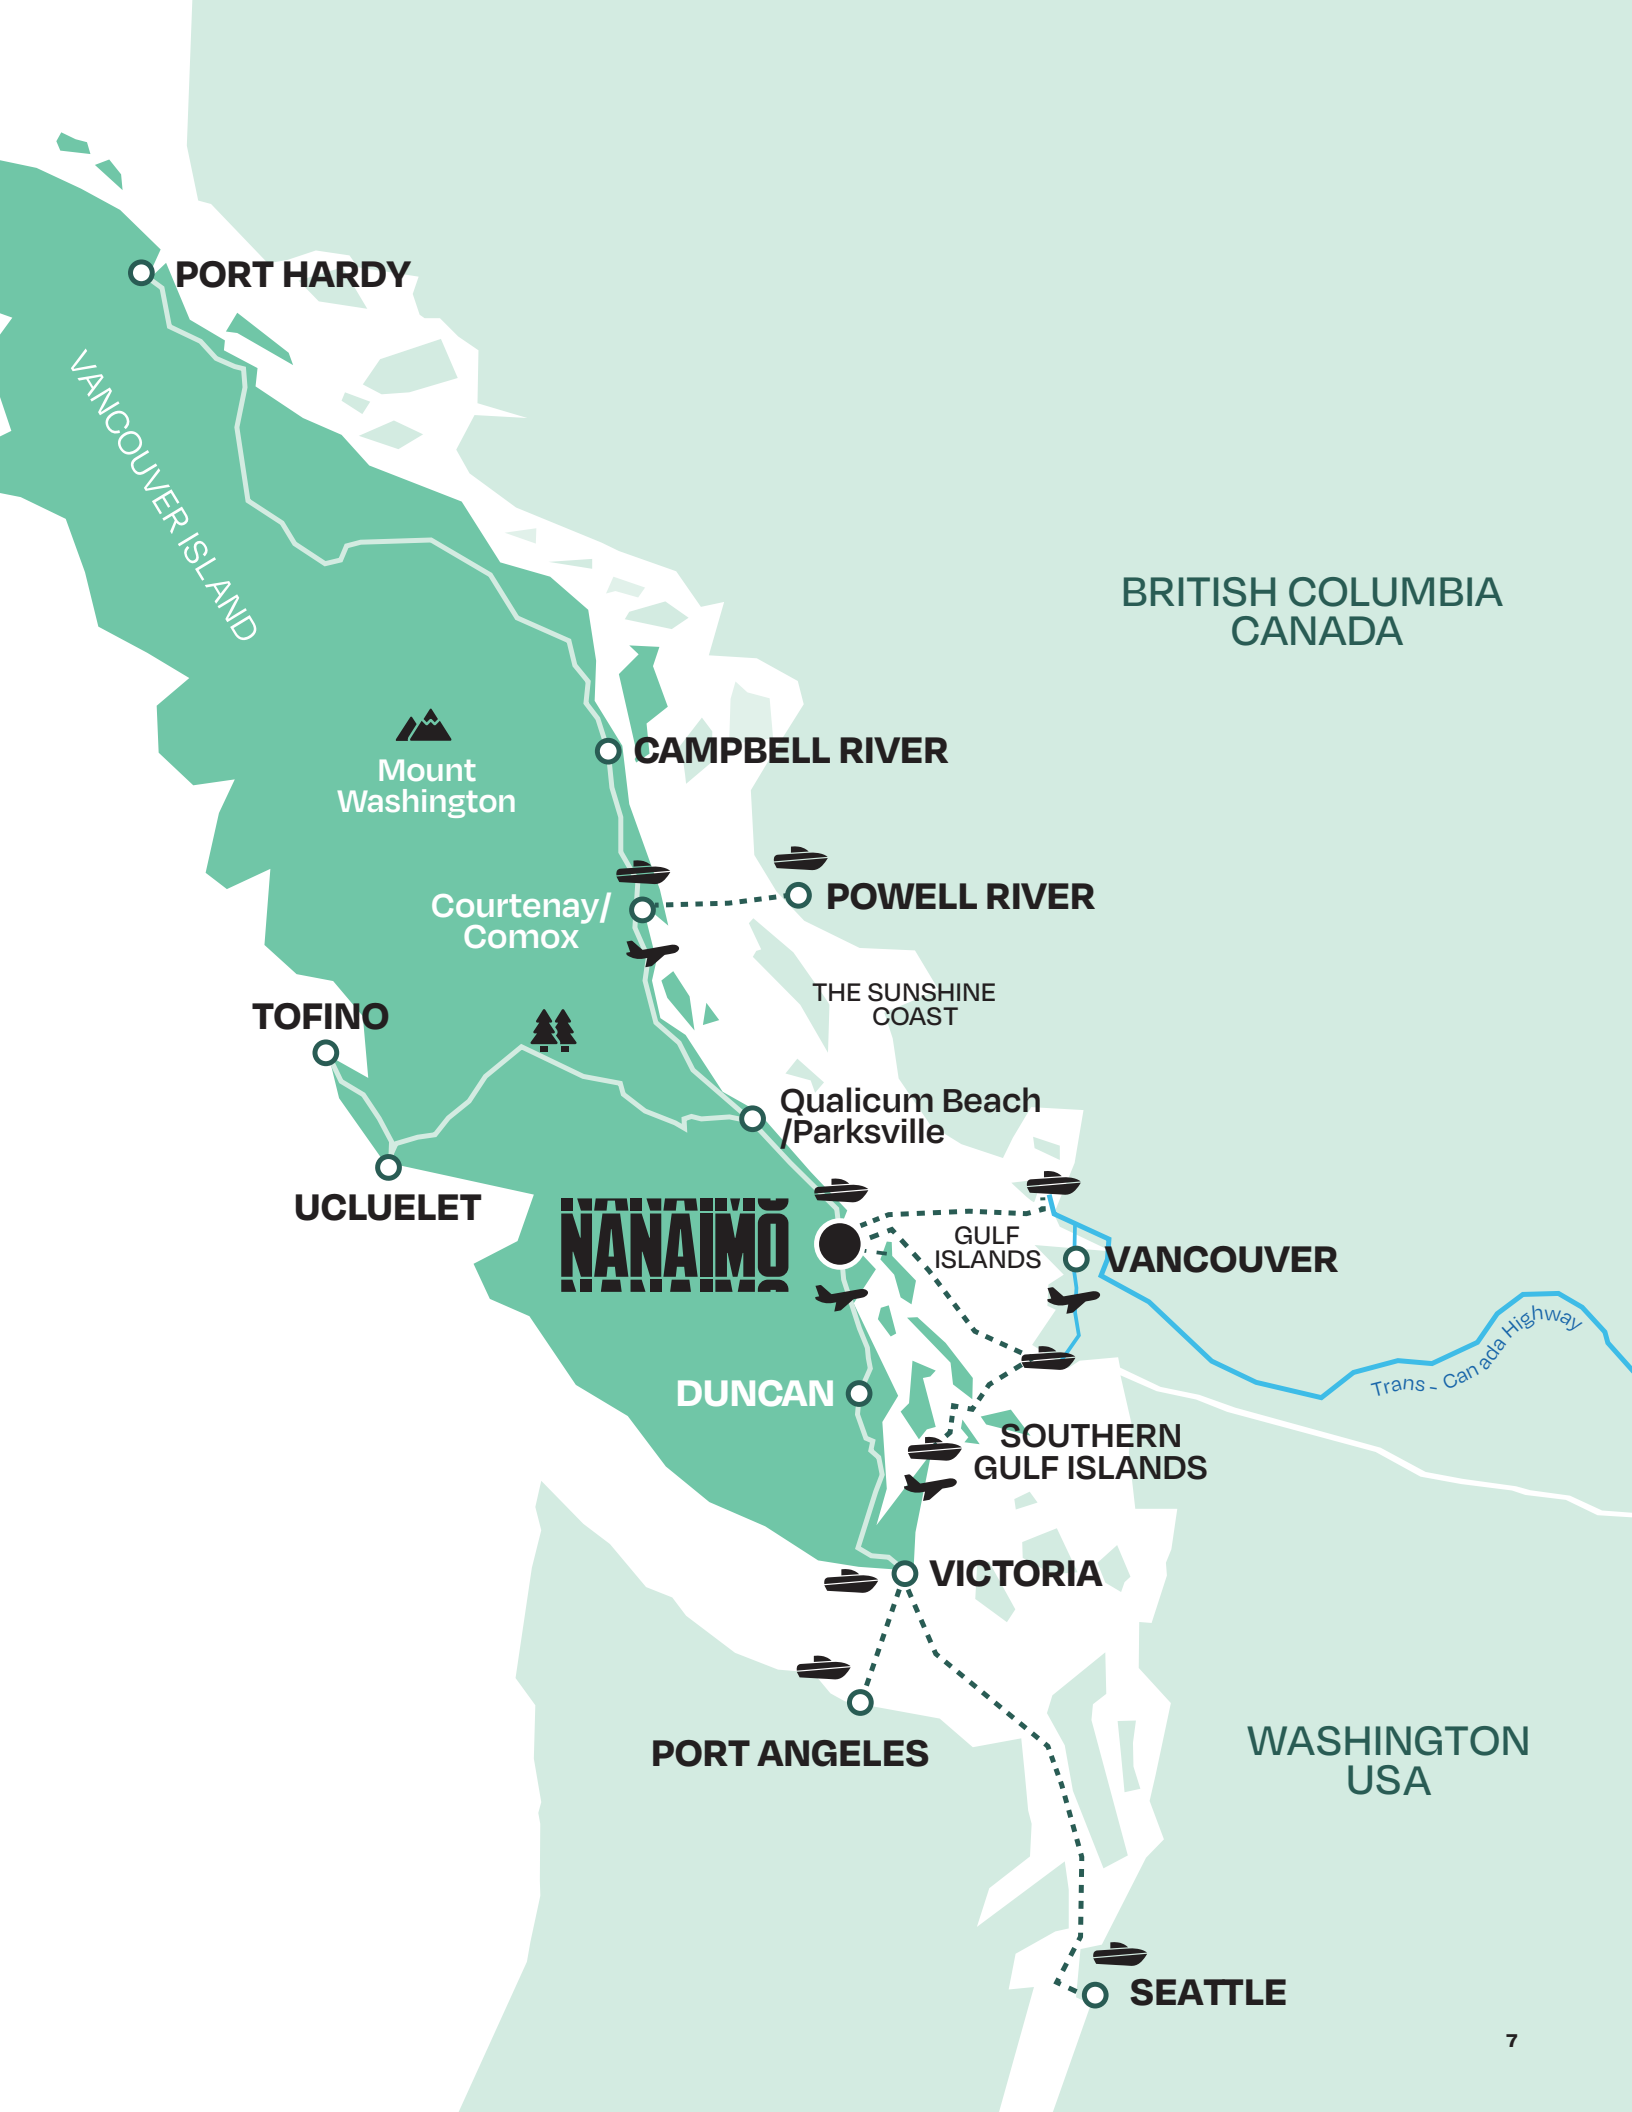 PORT HARDY
VANCOUVER ISLAND
BRITISH COLUMBIA
CANADA
CAMPBELL RIVER
Mount
Washington
POWELL RIVER
Courtenay/
Comox
THE SUNSHINE
COAST
TOFINO
Qualicum Beach
/Parksville
UCLUELET
NANAIMO
GULF
ISLANDS
VANCOUVER
Trans - Canada Highway
DUNCAN
SOUTHERN
GULF ISLANDS
VICTORIA
PORT ANGELES
WASHINGTON
USA
SEATTLE
7